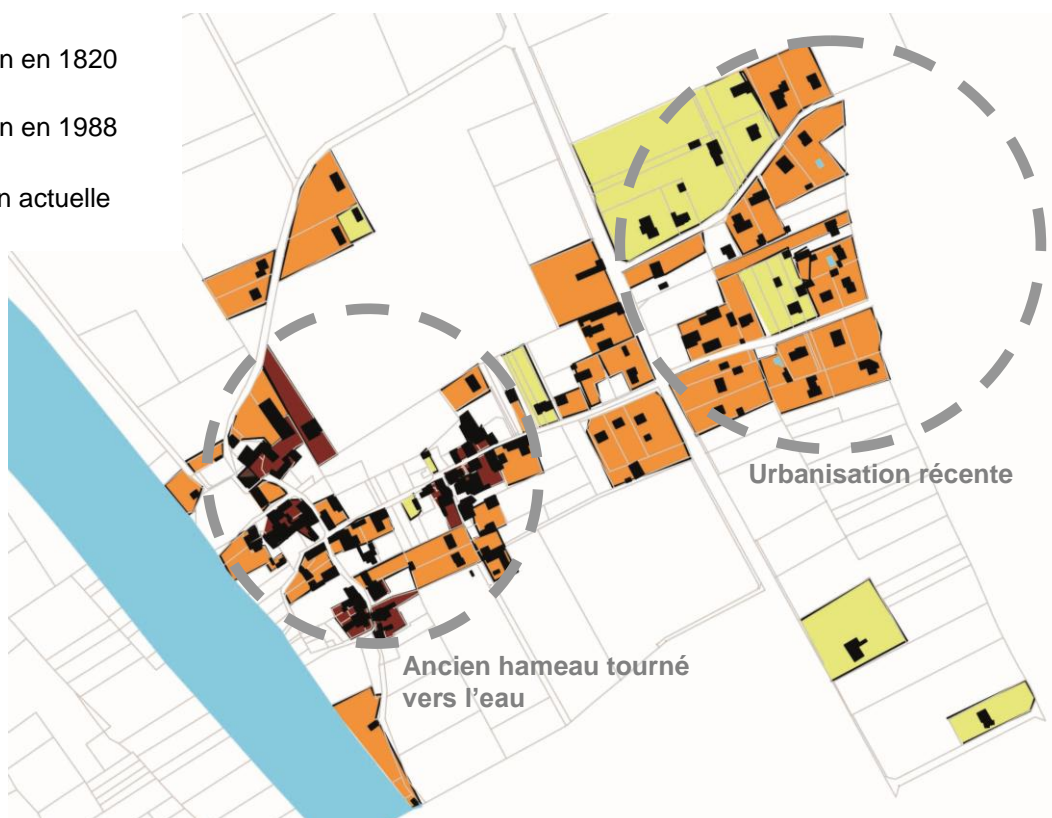 n en 1820
n en 1988
n actuelle
Urbanisation récente
Ancien hameau tourné
vers l'eau